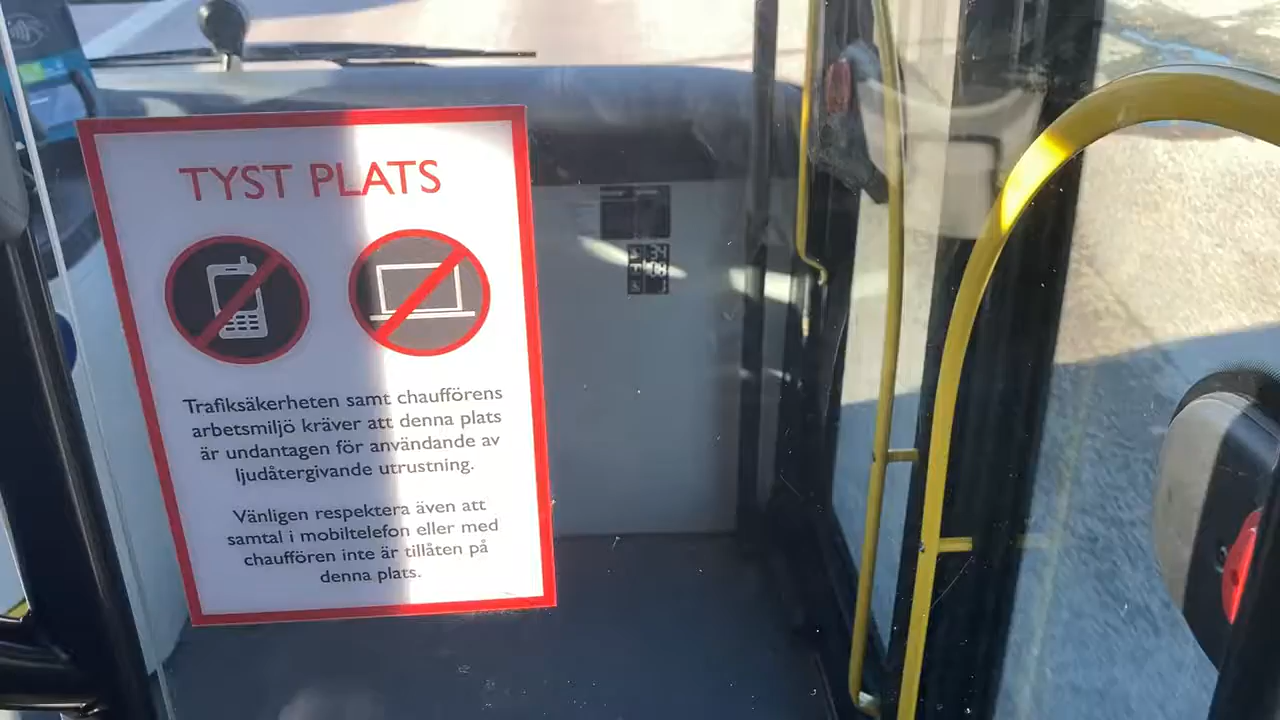 TYST PLATS
Trafiksäkerheten samt chaufförens
arbetsmiljö kräver att denna plats
är undantagen för användande av
ljudåtergivande utrustning.
Vänligen respektera även att
samtal i mobiltelefon eller med
chauffören inte är tillåten på
denna plats.